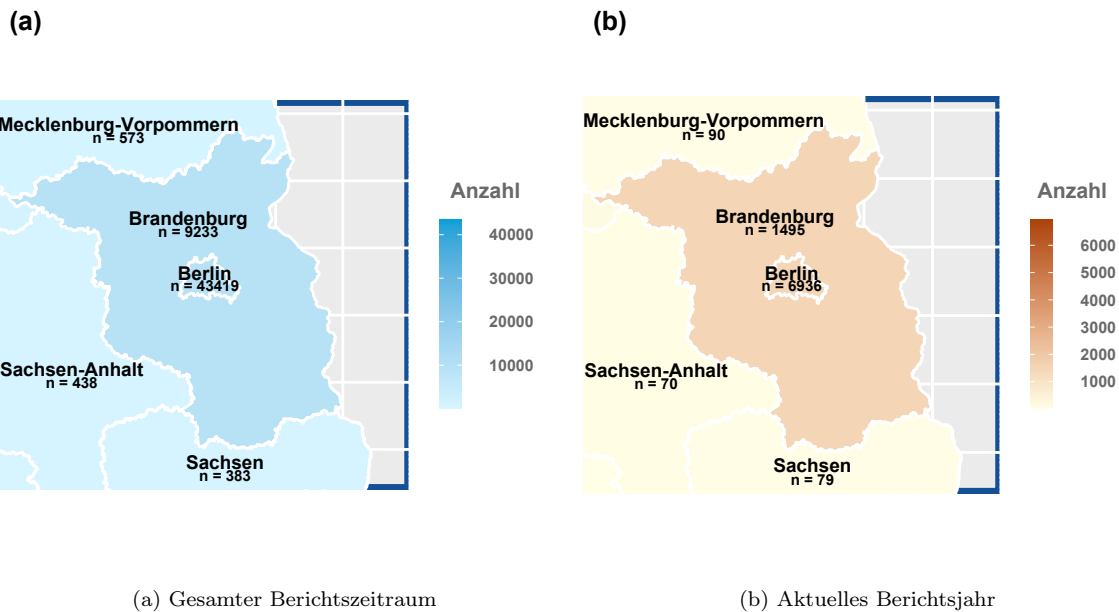 (a)
Mecklenburg-Vorpommern
n = 573
Brandenburg
n = 9233
Berlin
n = 43419
Sachsen-Anhalt
n = 438
Sachsen
n = 383
Anzahl
40000
30000
20000
10000
(b)
Mecklenburg-Vorpommern
n = 90
Brandenburg
n = 1495
Berlin
n = 6936
Sachsen-Anhalt
n = 70
Sachsen
n = 79
Anzahl
6000
5000
4000
3000
2000
1000
(a) Gesamter Berichtszeitraum
(b) Aktuelles Berichtsjahr